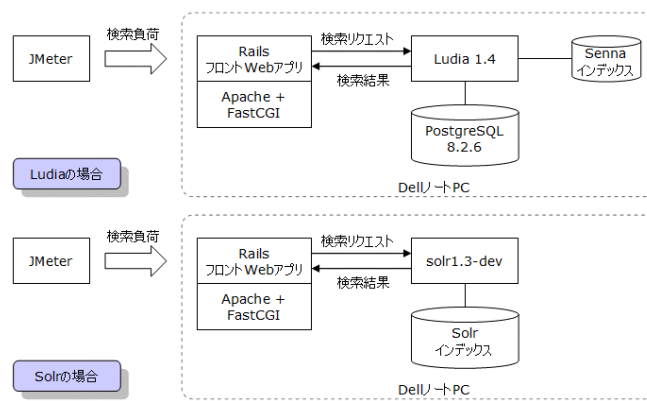 検索負荷
JMeter
Rails
フロントWebアプリ
Apache +
FastCGI
検索リクエスト
検索結果
Ludia 1.4
Senna
インデックス
PostgreSQL
8.2.6
Ludiaの場合
DellノートPC
検索負荷
JMeter
Rails
フロントWebアプリ
Apache +
FastCGI
検索リクエスト
検索結果
solr1.3-dev
Solr
インデックス
Solrの場合
DellノートPC